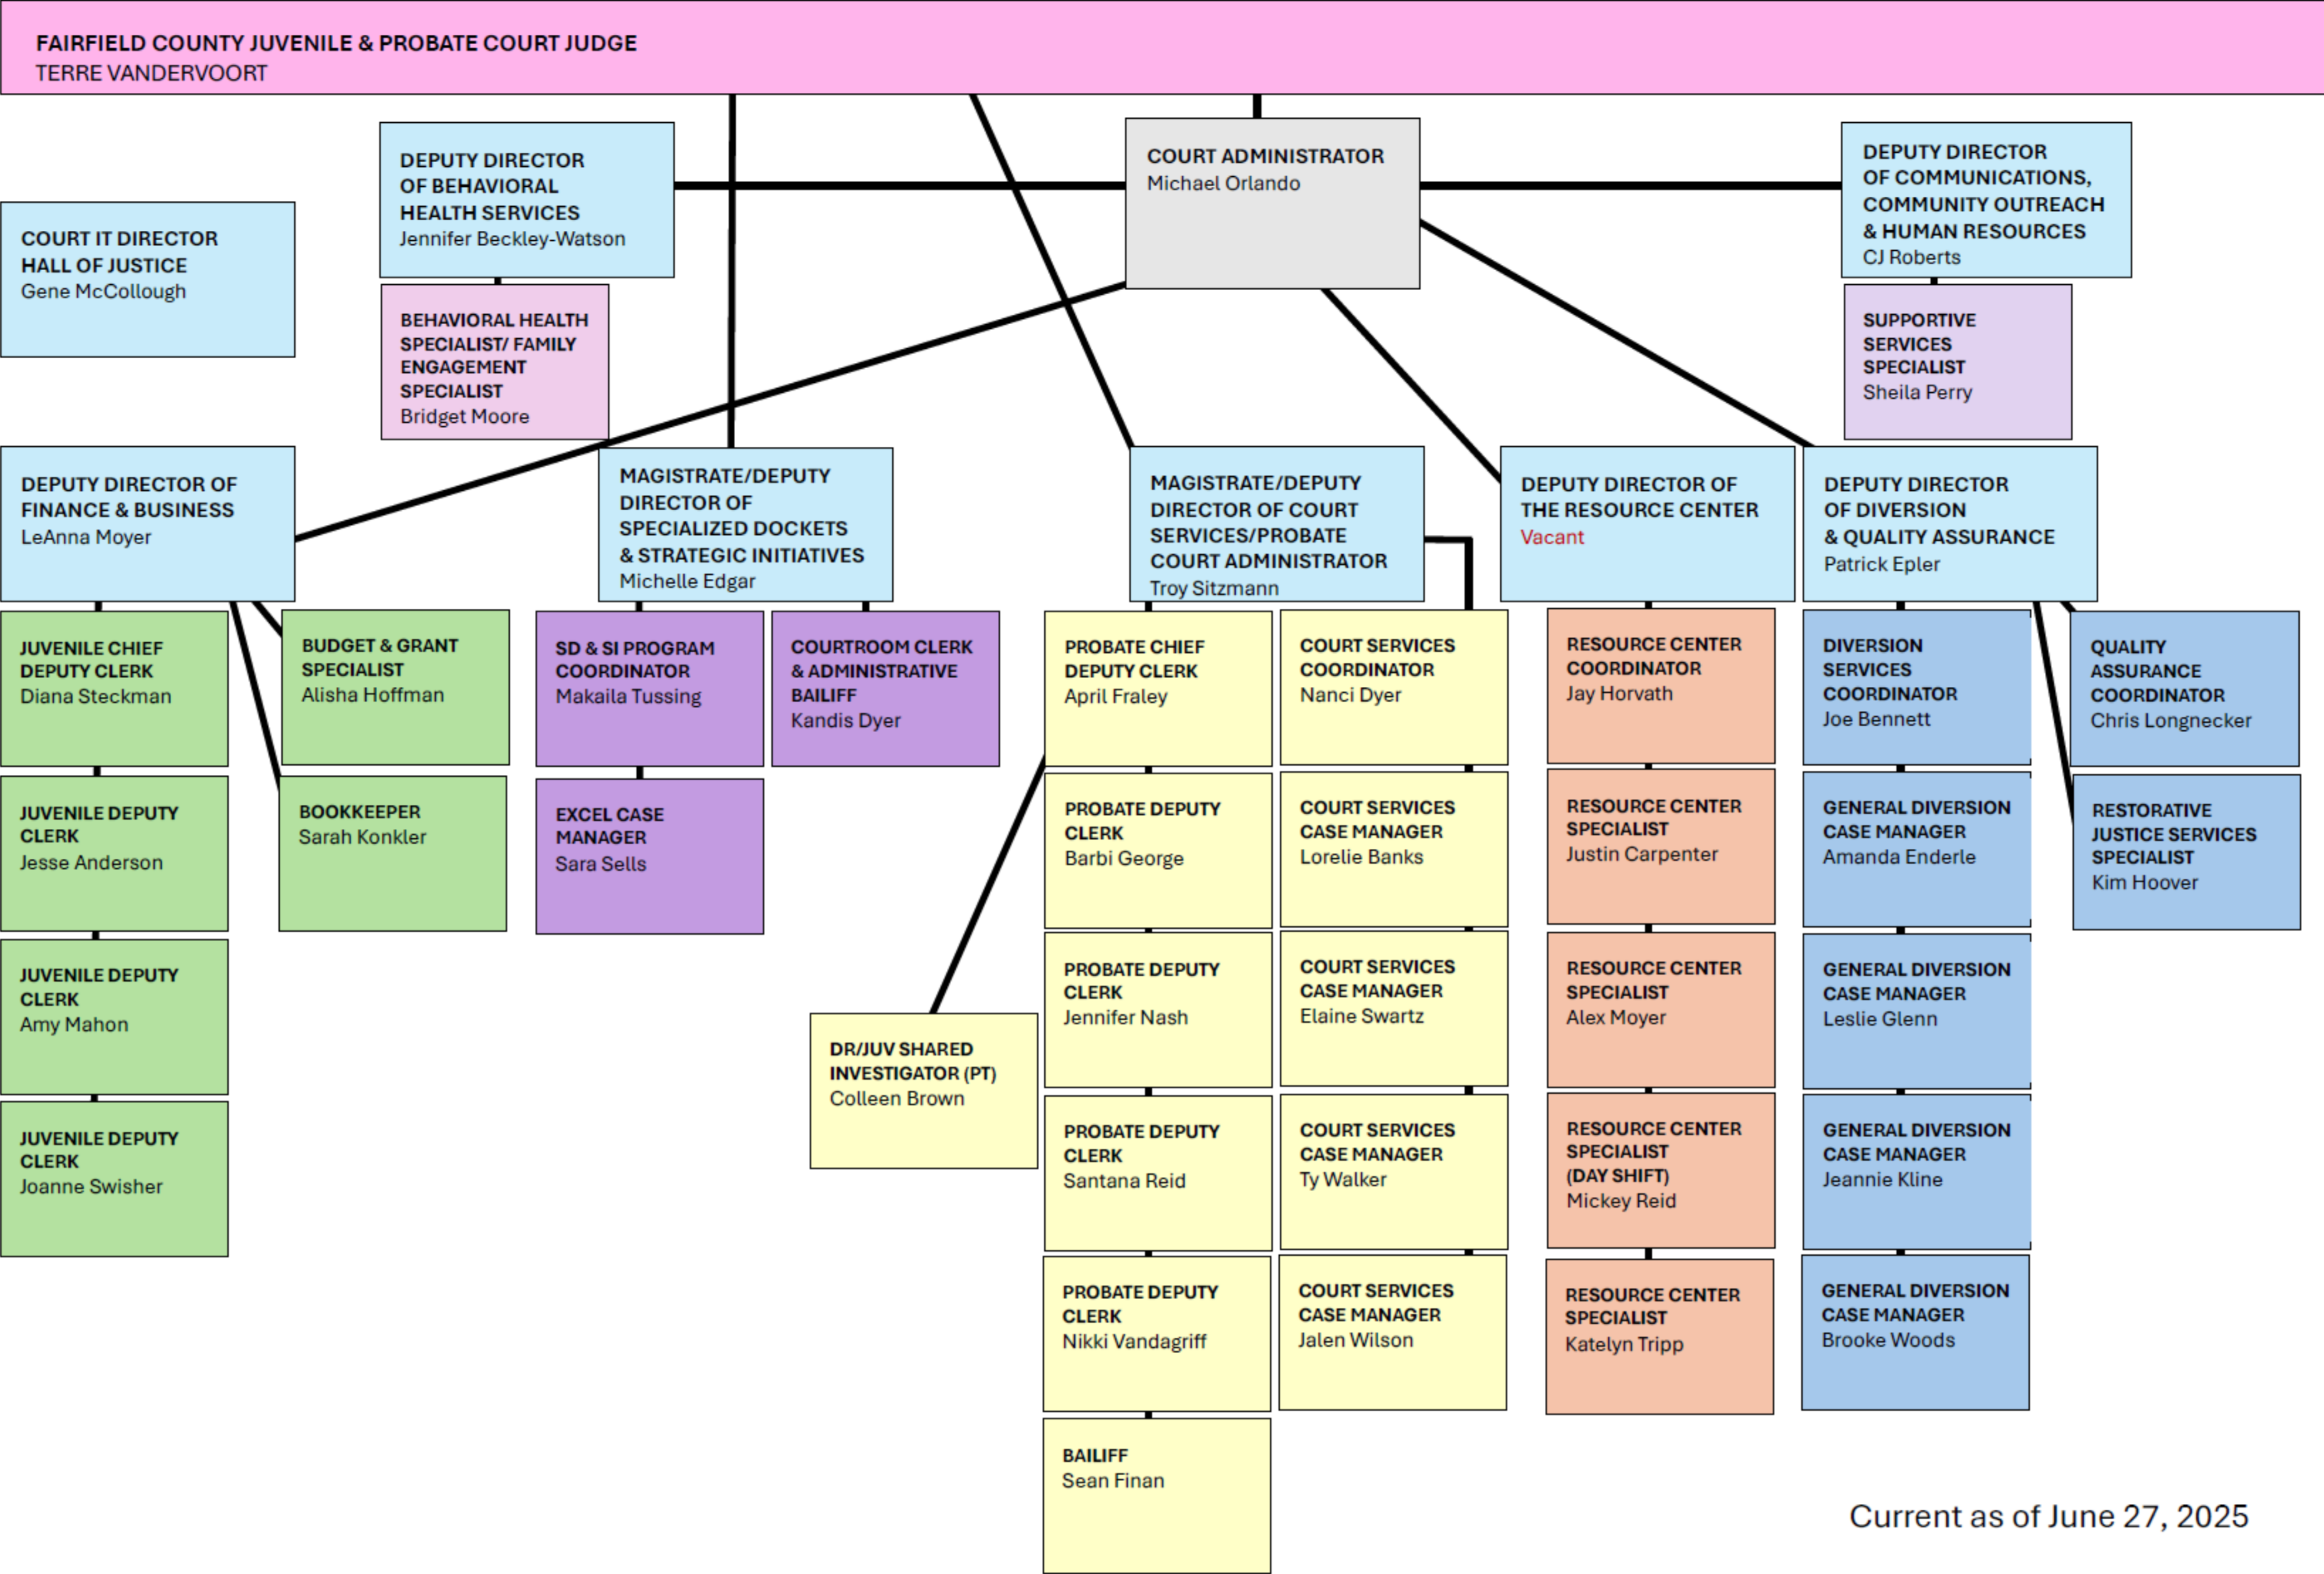 FAIRFIELD COUNTY JUVENILE & PROBATE COURT JUDGE
TERRE VANDERVOORT
COURT IT DIRECTOR
HALL OF JUSTICE
Gene McCollough
DEPUTY DIRECTOR
OF BEHAVIORAL
HEALTH SERVICES
Jennifer Beckley-Watson
BEHAVIORAL HEALTH
SPECIALIST/ FAMILY
ENGAGEMENT
SPECIALIST
Bridget Moore
COURT ADMINISTRATOR
Michael Orlando
DEPUTY DIRECTOR
OF COMMUNICATIONS,
COMMUNITY OUTREACH
& HUMAN RESOURCES
CJ Roberts
SUPPORTIVE
SERVICES
SPECIALIST
Sheila Perry
DEPUTY DIRECTOR OF
FINANCE & BUSINESS
LeAnna Moyer
MAGISTRATE/DEPUTY
DIRECTOR OF
SPECIALIZED DOCKETS
& STRATEGIC INITIATIVES
Michelle Edgar
MAGISTRATE/DEPUTY
DIRECTOR OF COURT
SERVICES/PROBATE
COURT ADMINISTRATOR
Troy Sitzmann
DEPUTY DIRECTOR OF
THE RESOURCE CENTER
Vacant
DEPUTY DIRECTOR
OF DIVERSION
& QUALITY ASSURANCE
Patrick Epler
JUVENILE CHIEF
DEPUTY CLERK
Diana Steckman
JUVENILE DEPUTY
CLERK
Jesse Anderson
JUVENILE DEPUTY
CLERK
Amy Mahon
JUVENILE DEPUTY
CLERK
Joanne Swisher
BUDGET & GRANT
SPECIALIST
Alisha Hoffman
BOOKKEEPER
Sarah Konkler
SD & SI PROGRAM
COORDINATOR
Makaila Tussing
EXCEL CASE
MANAGER
Sara Sells
COURTROOM CLERK
& ADMINISTRATIVE
BAILIFF
Kandis Dyer
DR/JUV SHARED
INVESTIGATOR (PT)
Colleen Brown
PROBATE CHIEF
DEPUTY CLERK
April Fraley
PROBATE DEPUTY
CLERK
Barbi George
PROBATE DEPUTY
CLERK
Jennifer Nash
PROBATE DEPUTY
CLERK
Santana Reid
PROBATE DEPUTY
CLERK
Nikki Vandagriff
BAILIFF
Sean Finan
COURT SERVICES
COORDINATOR
Nanci Dyer
COURT SERVICES
CASE MANAGER
Lorelie Banks
COURT SERVICES
CASE MANAGER
Elaine Swartz
COURT SERVICES
CASE MANAGER
Ty Walker
COURT SERVICES
CASE MANAGER
Jalen Wilson
RESOURCE CENTER
COORDINATOR
Jay Horvath
RESOURCE CENTER
SPECIALIST
Justin Carpenter
RESOURCE CENTER
SPECIALIST
Alex Moyer
RESOURCE CENTER
SPECIALIST
(DAY SHIFT)
Mickey Reid
RESOURCE CENTER
SPECIALIST
Katelyn Tripp
DIVERSION
SERVICES
COORDINATOR
Joe Bennett
GENERAL DIVERSION
CASE MANAGER
Amanda Enderle
GENERAL DIVERSION
CASE MANAGER
Leslie Glenn
GENERAL DIVERSION
CASE MANAGER
Jeannie Kline
GENERAL DIVERSION
CASE MANAGER
Brooke Woods
QUALITY
ASSURANCE
COORDINATOR
Chris Longnecker
RESTORATIVE
JUSTICE SERVICES
SPECIALIST
Kim Hoover
Current as of June 27, 2025